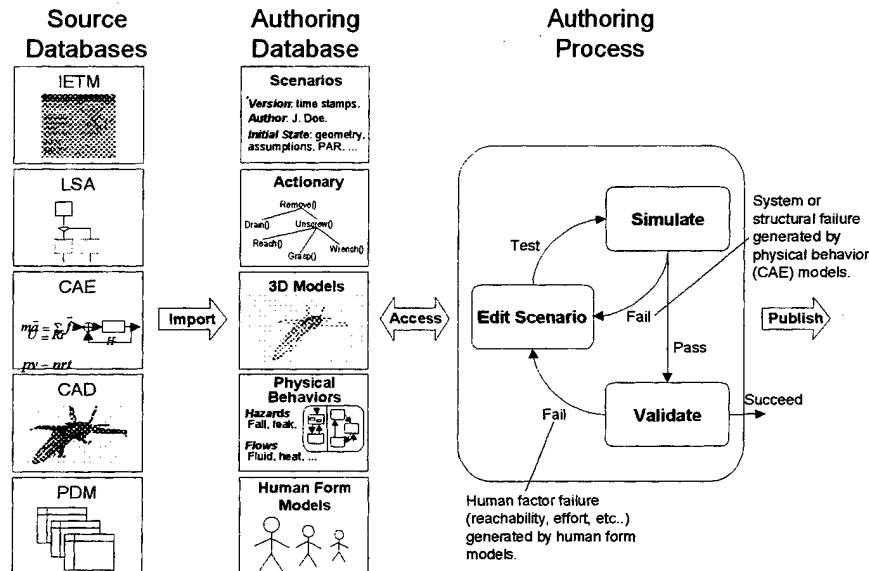 Source
Databases
Authoring
Database
Authoring
Process
IETM
LSA
CAE
py = nrt
CAD
PDM
Import
Scenarios
Version: time stamps.
Author: J. Doe.
Initial State: geometry,
assumptions, PAR, ...
Actionary
Remove()
Drain()
Unscrew()
Reach()
Grasp()
Wrench()
3D Models
Physical
Behaviors
Hazards
Fall, leak,
Flows
Fluid, heat, ...
Human Form
Models
Access
Simulate
Test
Edit Scenario
Fail
Pass
Fail
Validate
Succeed
System or
structural failure
generated by
physical behavior
(CAE) models.
Publish
Human factor failure
(reachability, effort, etc..)
generated by human form
models.